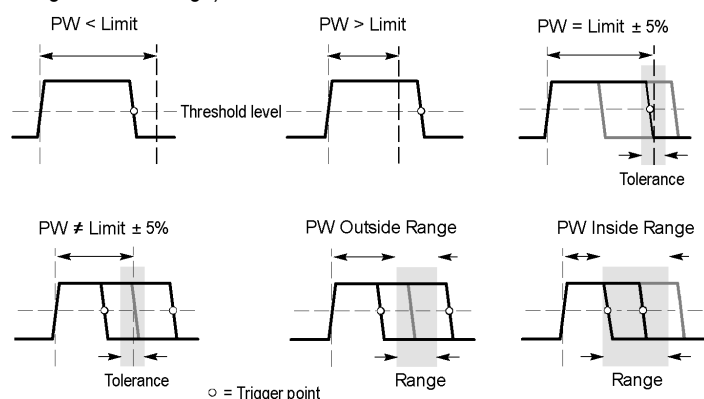 PW < Limit
PW > Limit
PW = Limit ± 5%
Threshold level
Tolerance
PW ≠ Limit ± 5%
PW Outside Range
PW Inside Range
Tolerance
Range
Range
= Trigger point